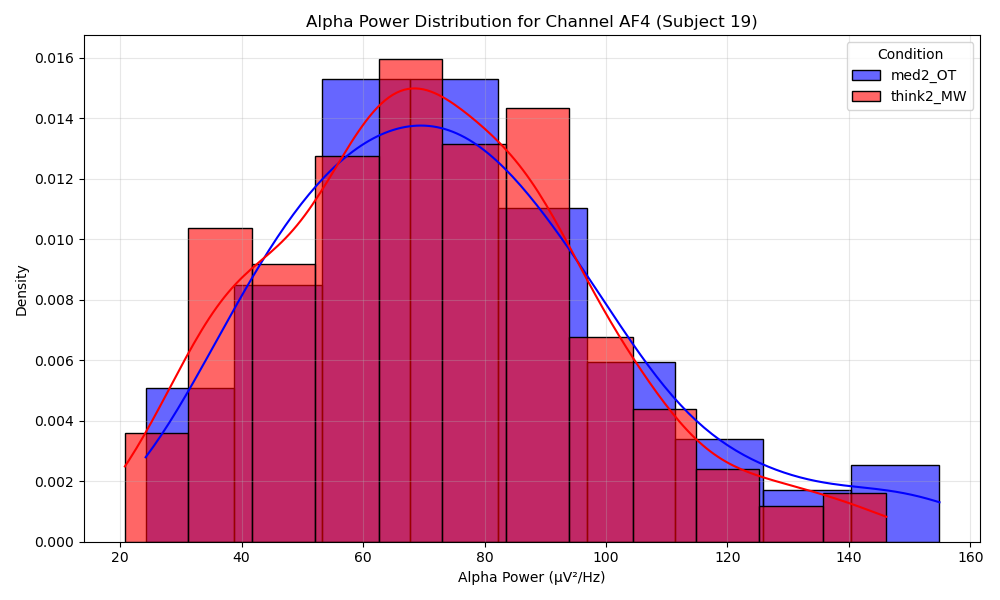 Alpha Power Distribution for Channel AF4 (Subject 19)
Condition
med2_OT
think2_MW
Density
0.016
0.014
0.012
0.010
0.008
0.006
0.004
0.002
0.000
20 40 60 80 100 120 140 160
Alpha Power (μV²/Hz)